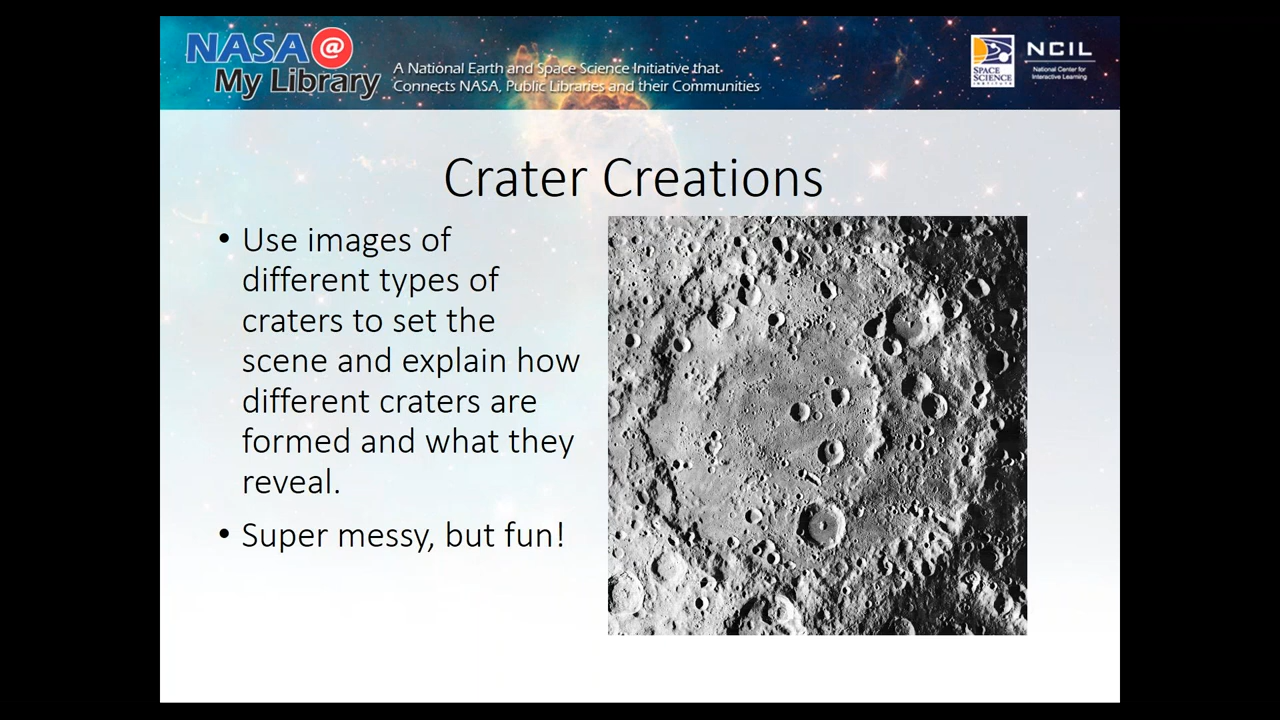 NASA @
My Library
A National Earth and Space Science Initiative that
Connects NASA, Public Libraries and their Communities
SPACE
SCIENCE
INSTITUTE
NCIL
National Center for
Interactive Learning
Crater Creations
• Use images of
different types of
craters to set the
scene and explain how
different craters are
formed and what they
reveal.
• Super messy, but fun!